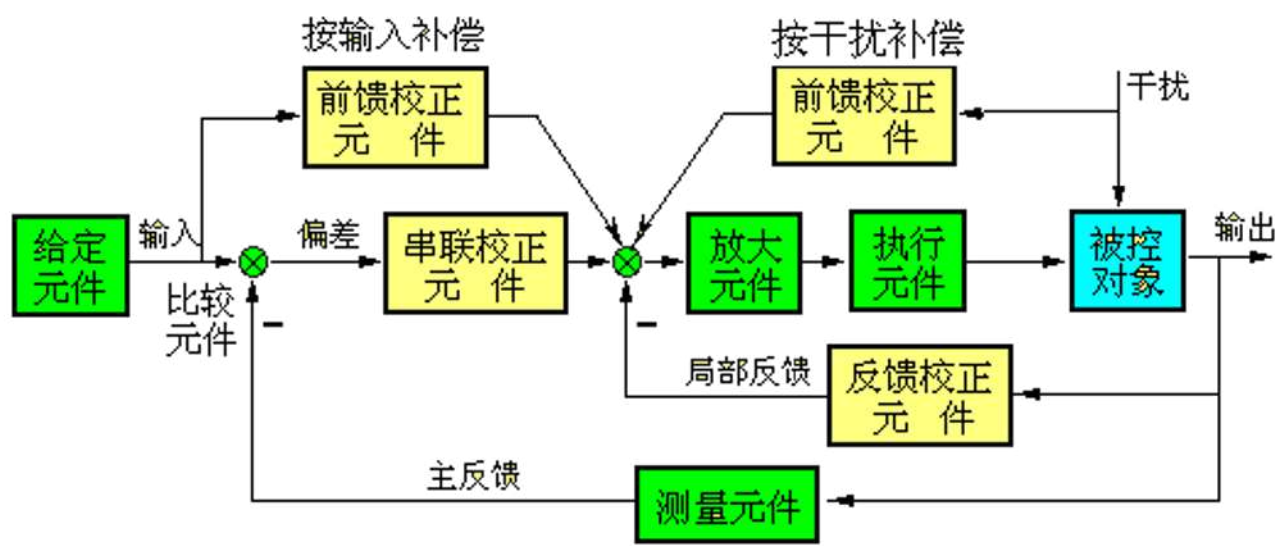 按输入补偿
按干扰补偿
前馈校正
元 件
前馈校正
元 件
干扰
给定
元件
输入
偏差
串联校正
元 件
放大
元件
执行
元件
被控
对象
输出
比较
元件
局部反馈
反馈校正
元 件
主反馈
测量元件